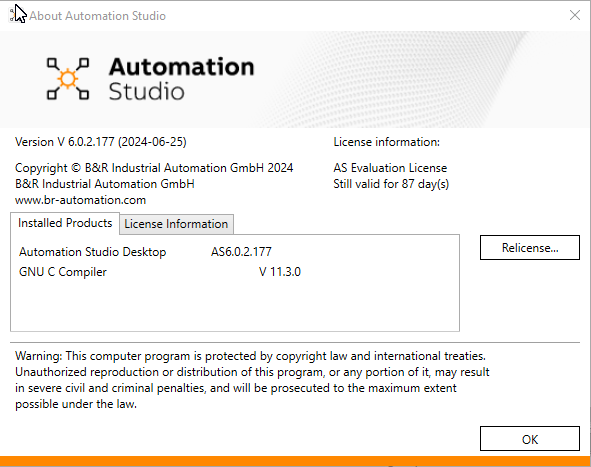 About Automation Studio
Automation
Studio
Version V 6.0.2.177 (2024-06-25)
License information:
Copyright © B&R Industrial Automation GmbH 2024
AS Evaluation License
B&R Industrial Automation GmbH
Still valid for 87 day(s)
www.br-automation.com
Installed Products
License Information
Automation Studio Desktop AS6.0.2.177
GNU C Compiler V 11.3.0
Relicense...
Warning: This computer program is protected by copyright law and international treaties.
Unauthorized reproduction or distribution of this program, or any portion of it, may result
in severe civil and criminal penalties, and will be prosecuted to the maximum extent
possible under the law.
OK